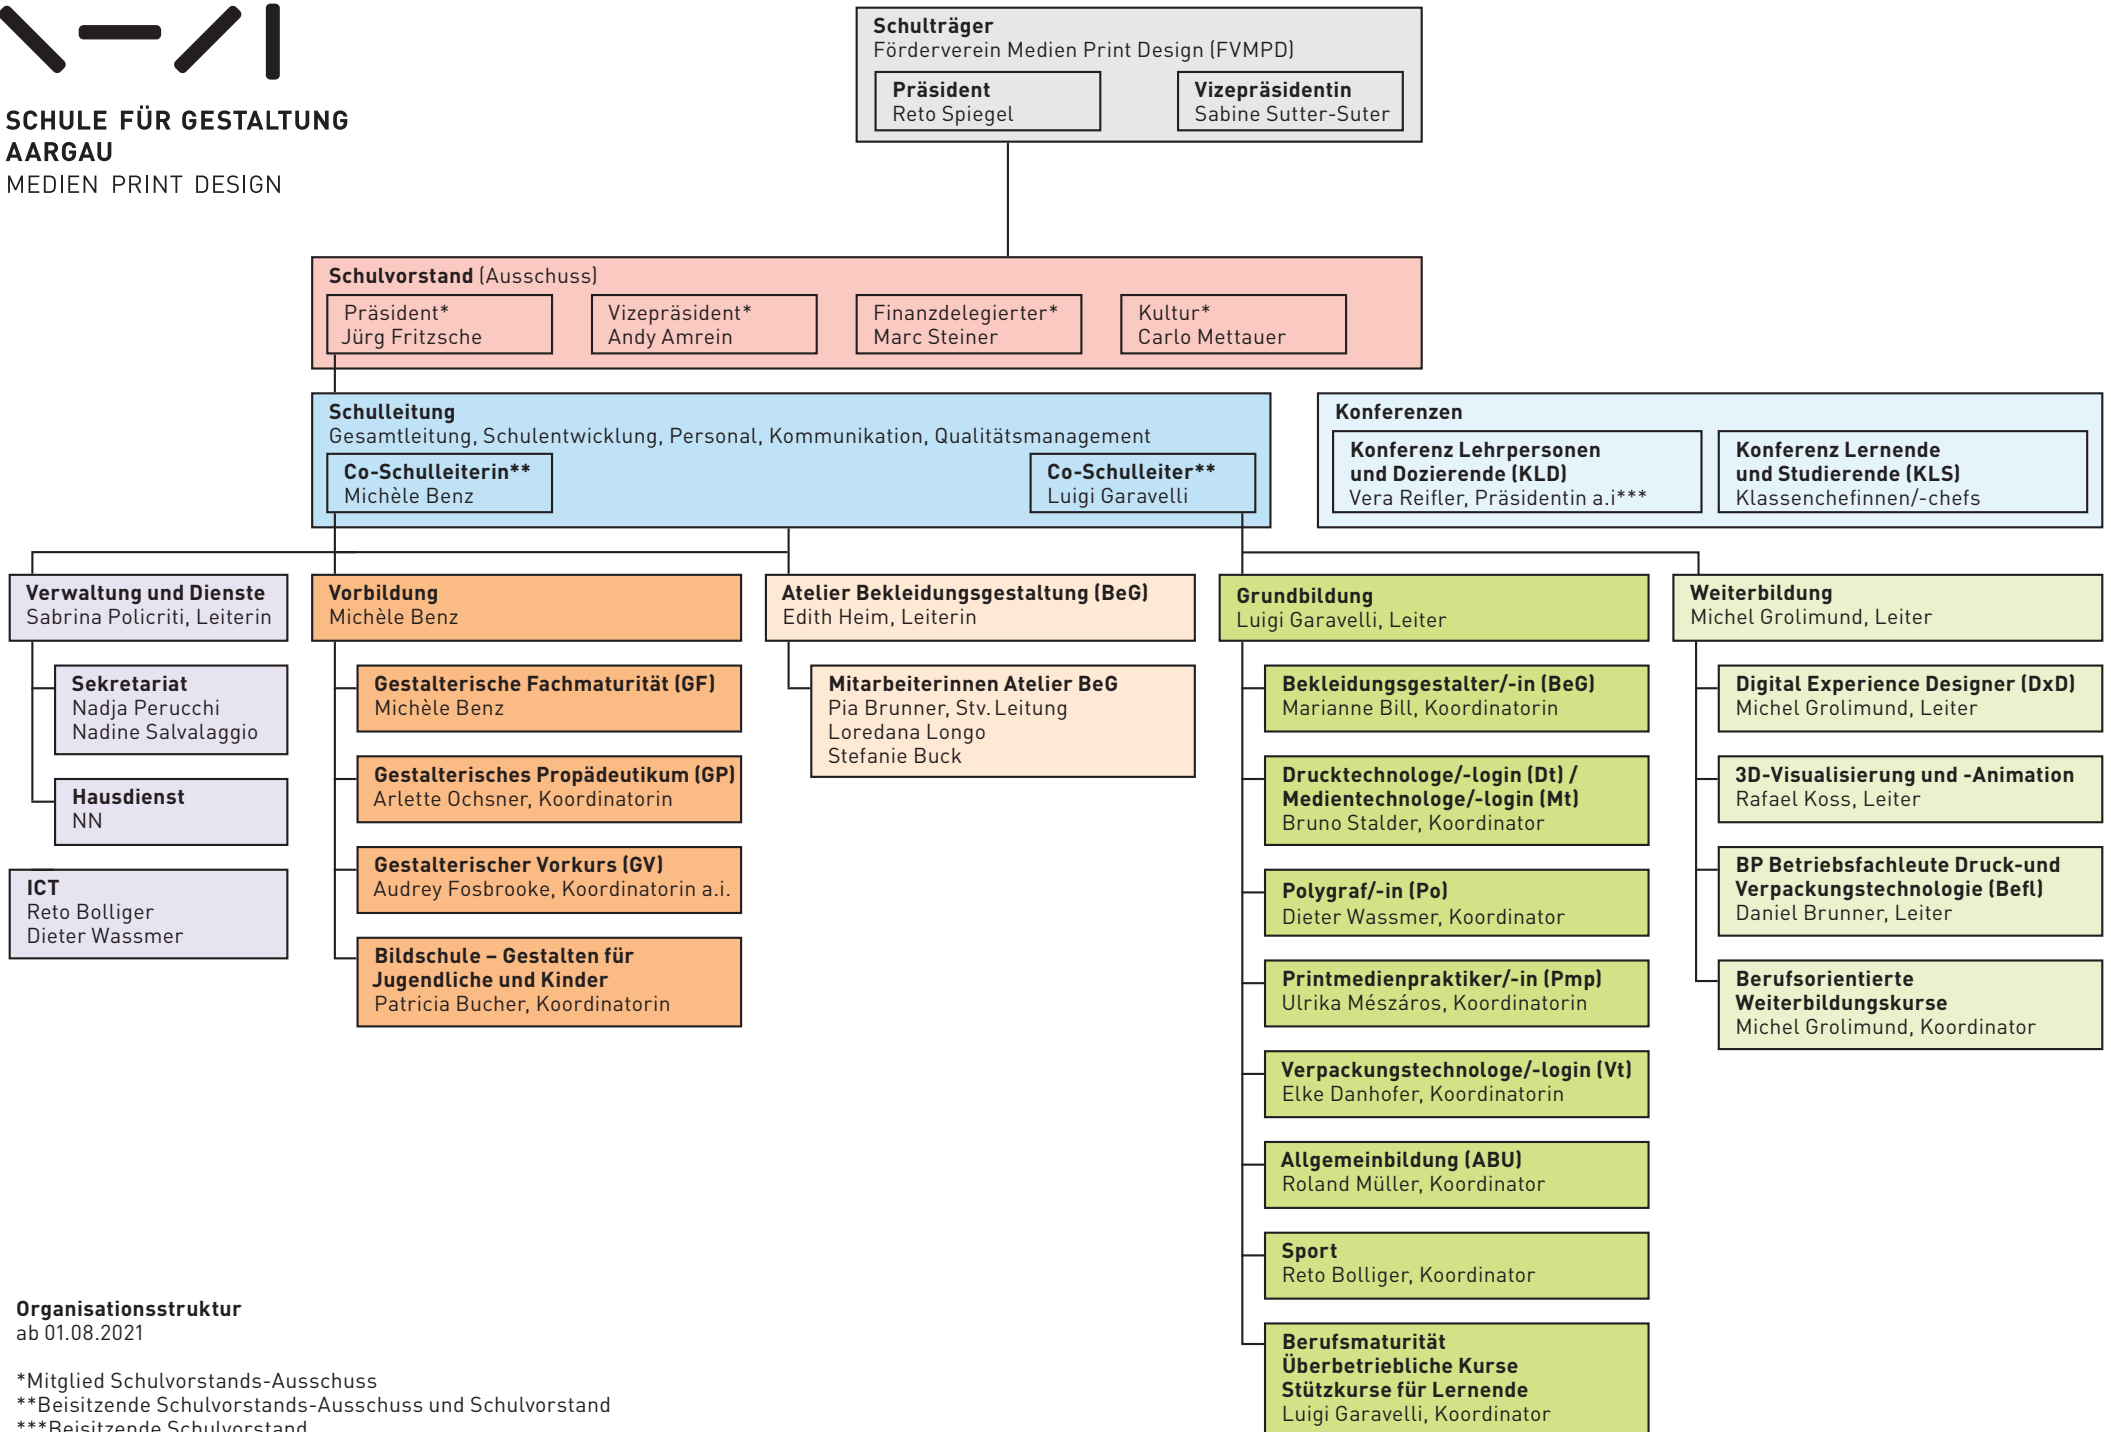 SCHULE FÜR GESTALTUNG
AARGAU
MEDIEN PRINT DESIGN
Schulträger
Förderverein Medien Print Design (FVMPD)
Präsident
Reto Spiegel
Vizepräsidentin
Sabine Sutter-Suter
Schulvorstand (Ausschuss)
Präsident*
Jürg Fritzsche
Vizepräsident*
Andy Amrein
Finanzdelegierter*
Marc Steiner
Kultur*
Carlo Mettauer
Schulleitung
Gesamtleitung, Schulentwicklung, Personal, Kommunikation, Qualitätsmanagement
Co-Schulleiterin**
Michèle Benz
Co-Schulleiter**
Luigi Garavelli
Konferenzen
Konferenz Lehrpersonen
und Dozierende (KLD)
Vera Reifler, Präsidentin a.i***
Konferenz Lernende
und Studierende (KLS)
Klassenchefinnen/-chefs
Verwaltung und Dienste
Sabrina Policriti, Leiterin
Sekretariat
Nadja Perucchi
Nadine Salvalaggio
Hausdienst
NN
ICT
Reto Bolliger
Dieter Wassmer
Vorbildung
Michèle Benz
Gestalterische Fachmaturität (GF)
Michèle Benz
Gestalterisches Propädeutikum (GP)
Arlette Ochsner, Koordinatorin
Gestalterischer Vorkurs (GV)
Audrey Fosbrooke, Koordinatorin a.i.
Bildschule – Gestalten für
Jugendliche und Kinder
Patricia Bucher, Koordinatorin
Atelier Bekleidungsgestaltung (BeG)
Edith Heim, Leiterin
Mitarbeiterinnen Atelier BeG
Pia Brunner, Stv. Leitung
Loredana Longo
Stefanie Buck
Grundbildung
Luigi Garavelli, Leiter
Bekleidungsgestalter/-in (BeG)
Marianne Bill, Koordinatorin
Drucktechnologe/-login (Dt) /
Medientechnologe/-login (Mt)
Bruno Stalder, Koordinator
Polygraf/-in (Po)
Dieter Wassmer, Koordinator
Printmedienpraktiker/-in (Pmp)
Ulrika Mészáros, Koordinatorin
Verpackungstechnologe/-login (Vt)
Elke Danhofer, Koordinatorin
Allgemeinbildung (ABU)
Roland Müller, Koordinator
Sport
Reto Bolliger, Koordinator
Berufsmaturität
Überbetriebliche Kurse
Stützkurse für Lernende
Luigi Garavelli, Koordinator
Weiterbildung
Michel Grolimund, Leiter
Digital Experience Designer (DxD)
Michel Grolimund, Leiter
3D-Visualisierung und -Animation
Rafael Koss, Leiter
BP Betriebsfachleute Druck-und
Verpackungstechnologie (Befl)
Daniel Brunner, Leiter
Berufsorientierte
Weiterbildungskurse
Michel Grolimund, Koordinator
Organisationsstruktur
ab 01.08.2021
*Mitglied Schulvorstands-Ausschuss
**Beisitzende Schulvorstands-Ausschuss und Schulvorstand
***Beisitzende Schulvorstand